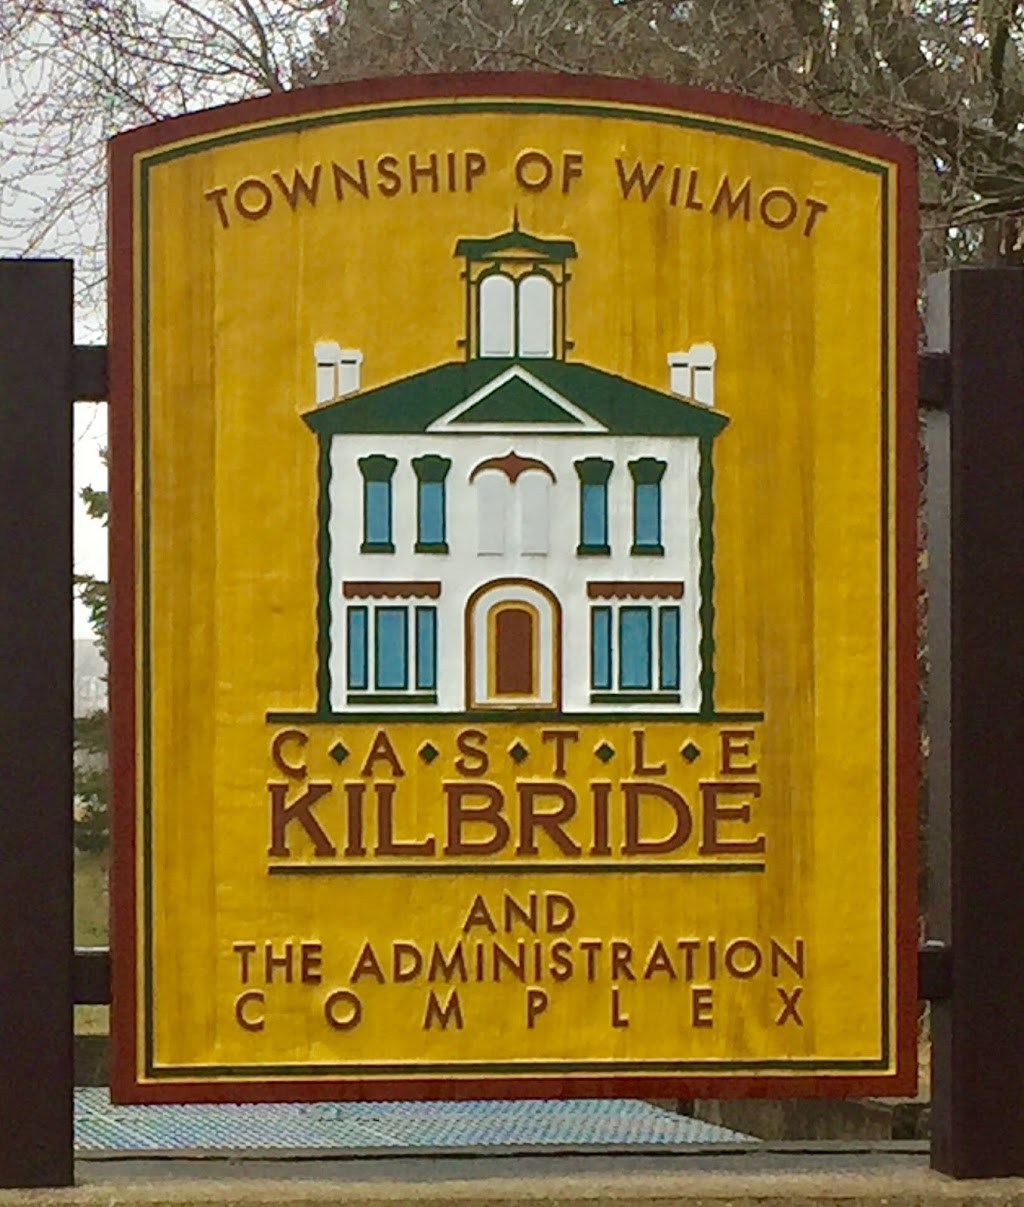 TOWNSHIP OF WILMOT
C◆A◆S◆T◆L◆E
KILBRIDE
AND
THE ADMINISTRATION
COMPLEX